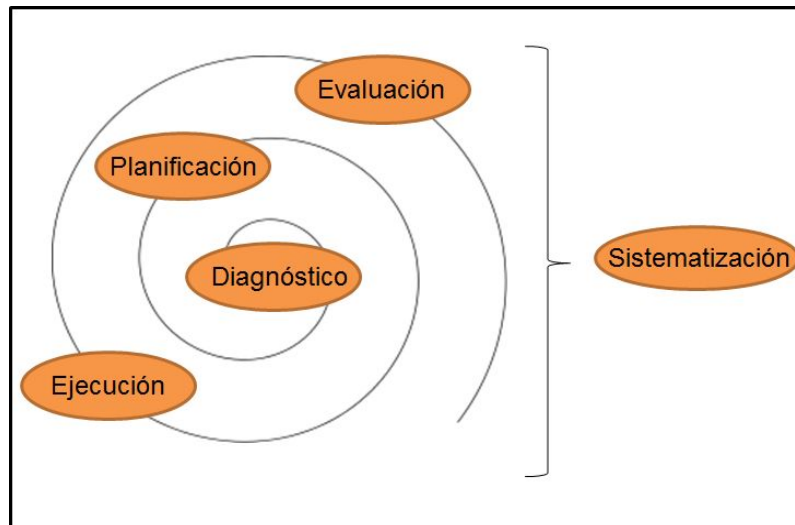 Evaluación
Planificación
Diagnóstico
Sistematización
Ejecución